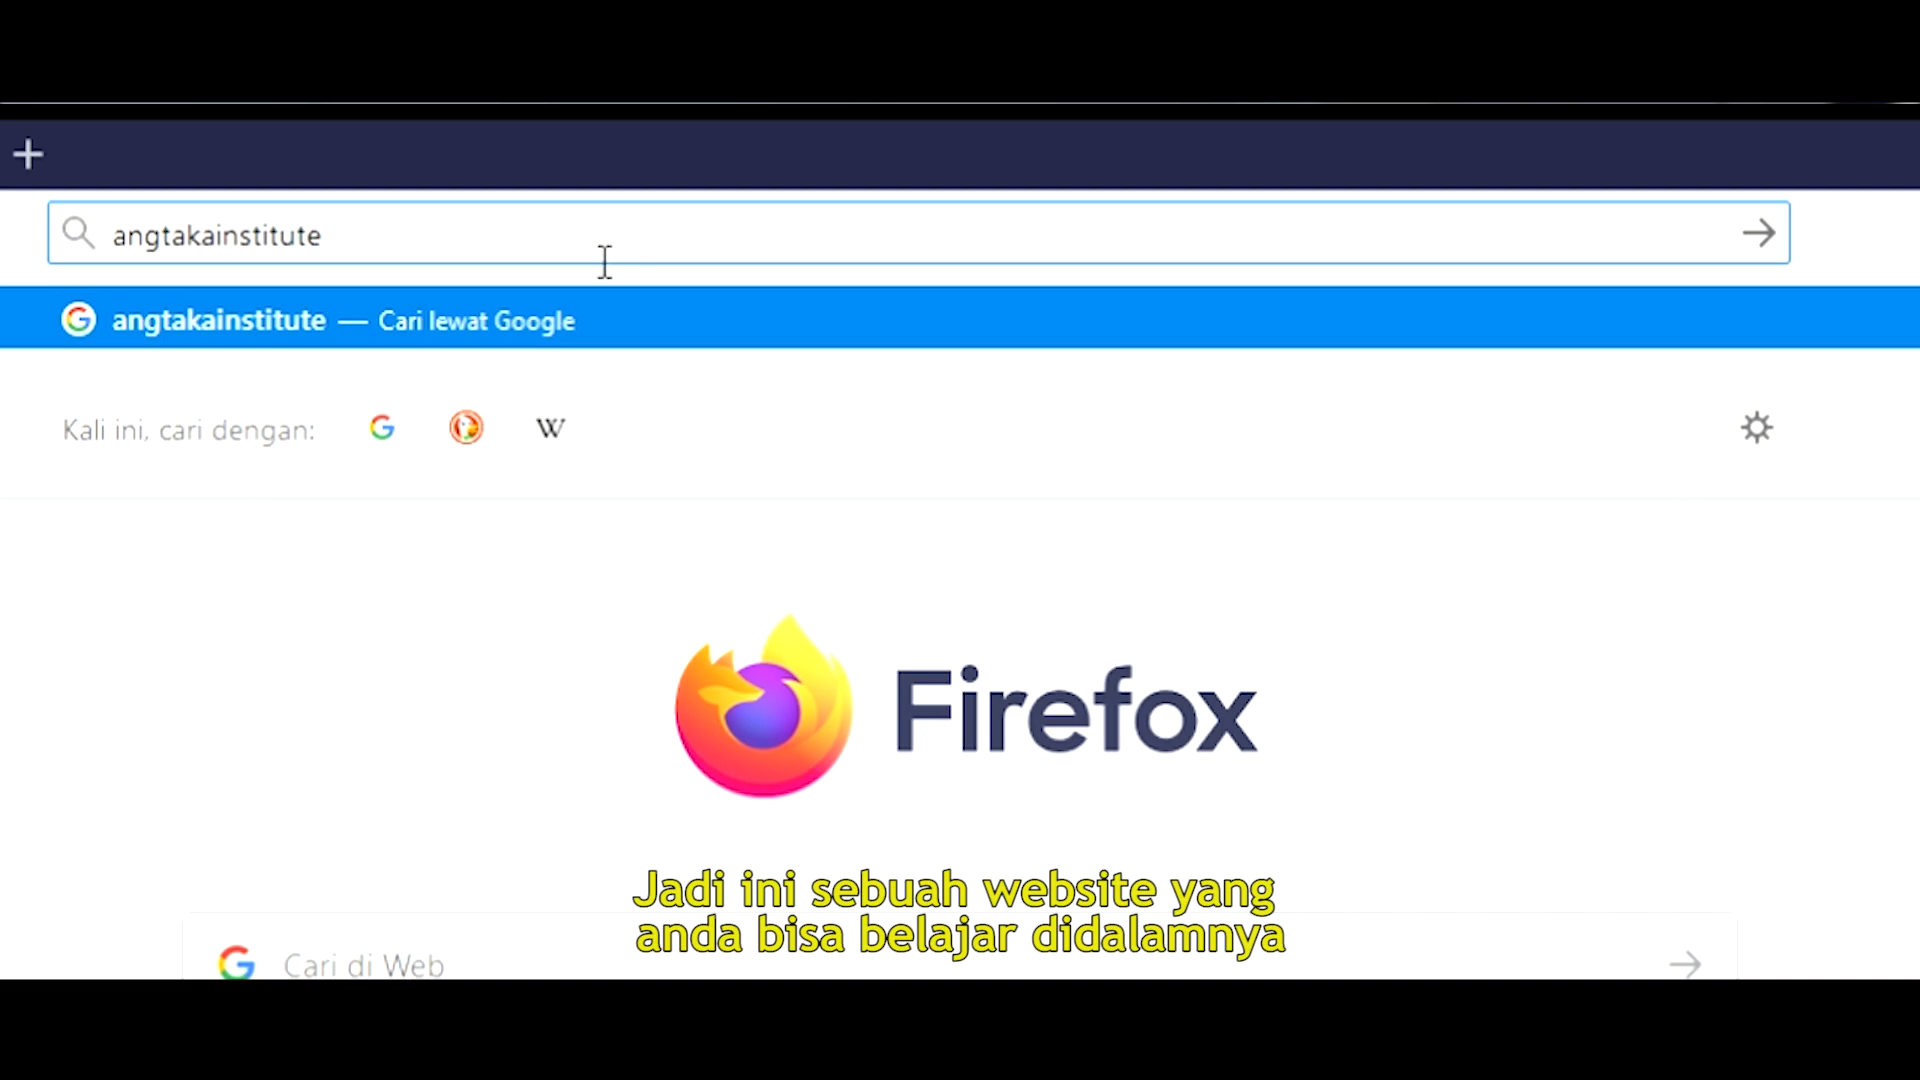 angtakainstitute
angtakainstitute — Cari lewat Google
Kali ini, cari dengan:
Firefox
Jadi ini sebuah website yang
anda bisa belajar didalamnya
Cari di Web